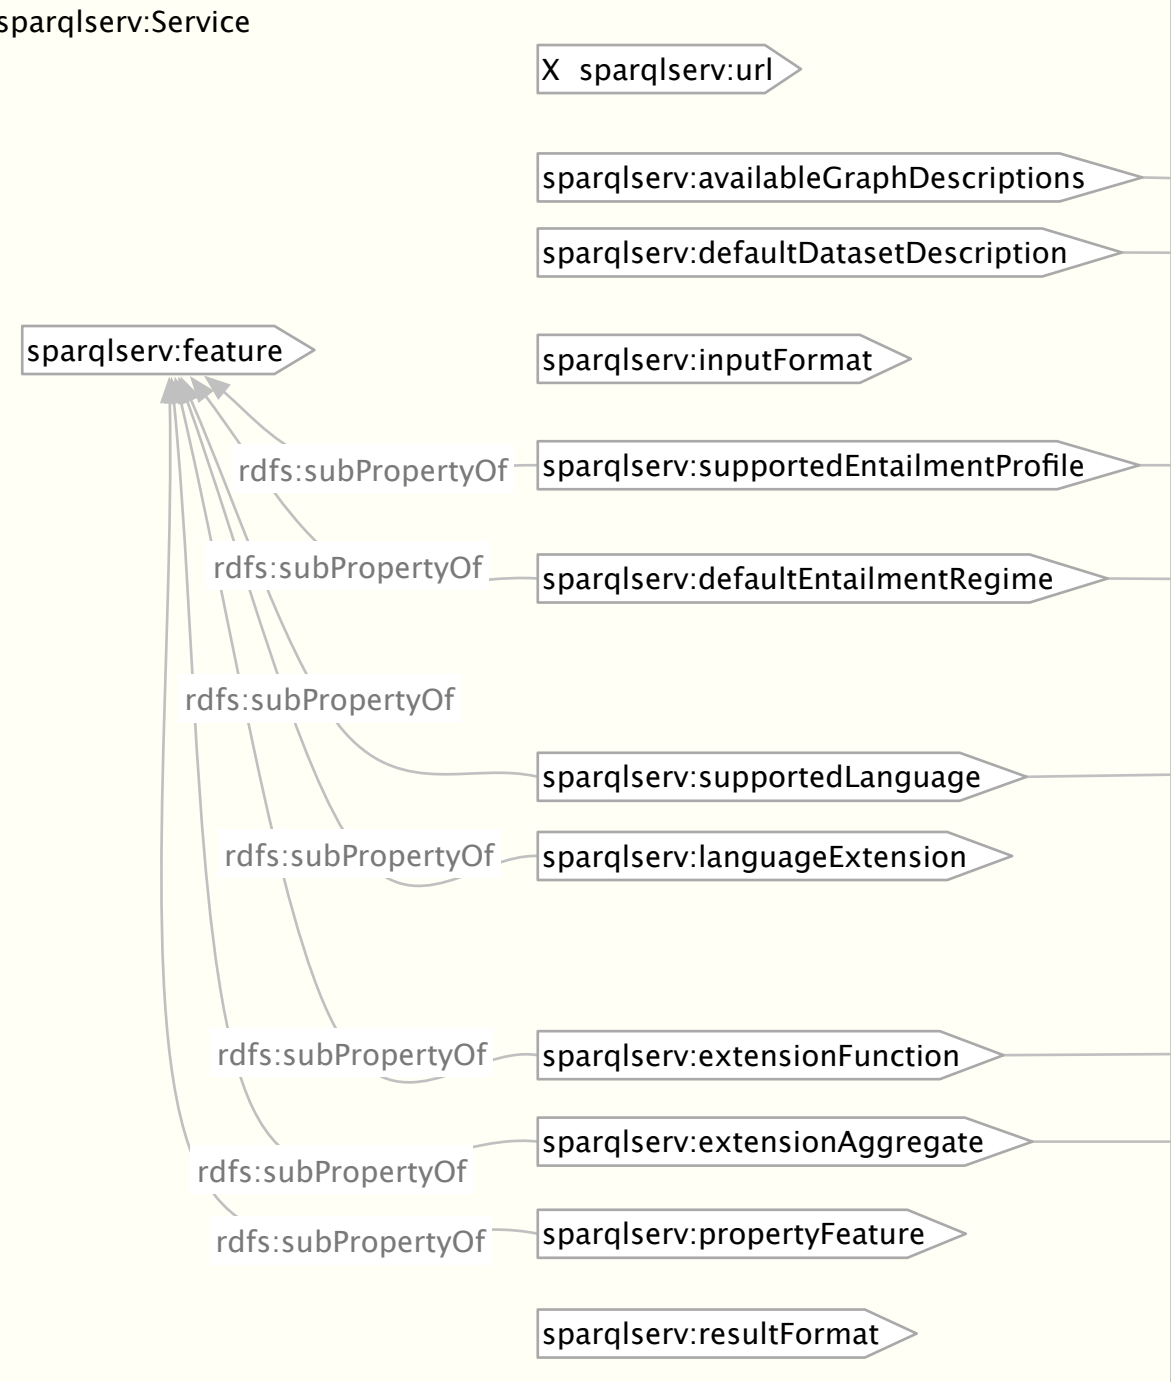 sparqlserv:Service
X sparqlserv:url
sparqlserv:availableGraphDescriptions
sparqlserv:defaultDatasetDescription
sparqlserv:feature
sparqlserv:inputFormat
rdfs:subPropertyOf
sparqlserv:supportedEntailmentProfile
rdfs:subPropertyOf
sparqlserv:defaultEntailmentRegime
rdfs:subPropertyOf
sparqlserv:supportedLanguage
rdfs:subPropertyOf
sparqlserv:languageExtension
rdfs:subPropertyOf
sparqlserv:extensionFunction
rdfs:subPropertyOf
sparqlserv:extensionAggregate
rdfs:subPropertyOf
sparqlserv:propertyFeature
sparqlserv:resultFormat